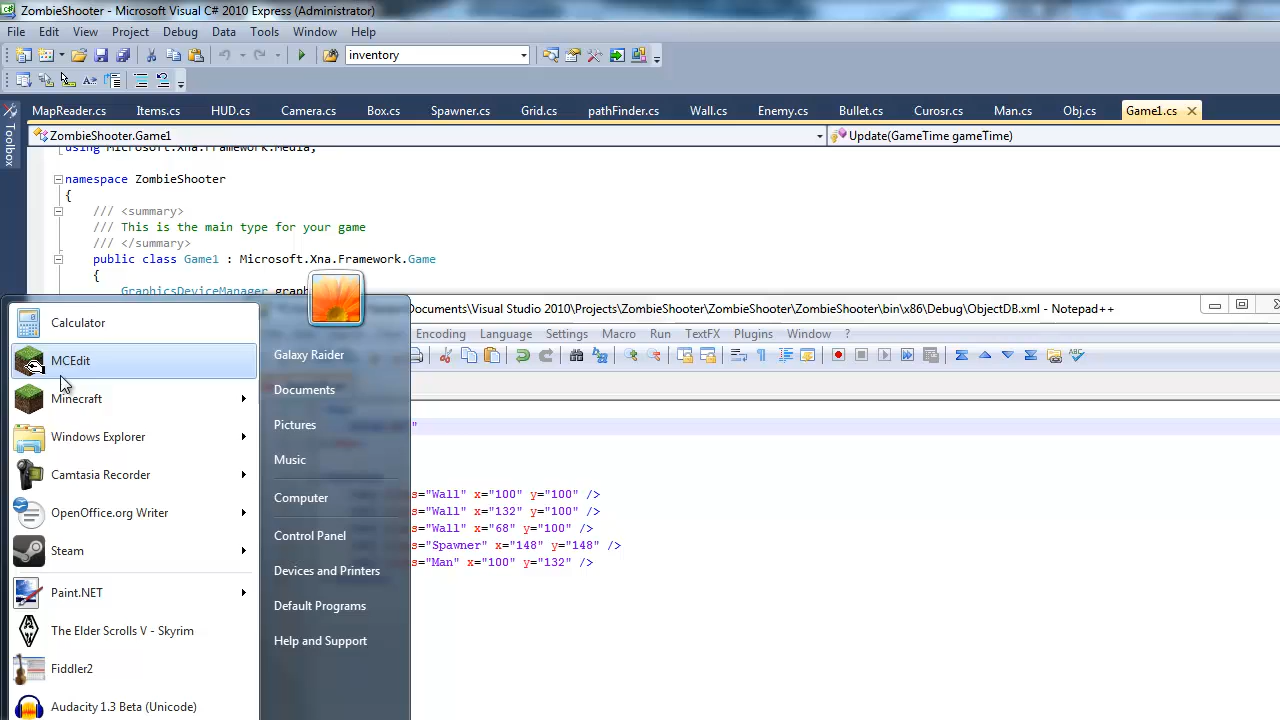 ZombieShooter - Microsoft Visual C# 2010 Express (Administrator)
File Edit View Project Debug Data Tools Window Help
inventory
MapReader.cs Items.cs HUD.cs Camera.cs Box.cs Spawner.cs Grid.cs pathFinder.cs Wall.cs Enemy.cs Bullet.cs Curosr.cs Man.cs Obj.cs Game1.cs
Toolbox
ZombieShooter.Game1 Update(GameTime gameTime)
using Microsoft.Xna.Framework.Media;
namespace ZombieShooter
{
/// <summary>
/// This is the main type for your game
/// </summary>
public class Game1 : Microsoft.Xna.Framework.Game
{
GraphicsDeviceManager
Documents\Visual Studio 2010\Projects\ZombieShooter\ZombieShooter\ZombieShooter\bin\x86\Debug\ObjectDB.xml - Notepad++
Encoding Language Settings Macro Run TextFX Plugins Window ?
"
s="Wall" x="100" y="100" />
s="Wall" x="132" y="100" />
s="Wall" x="68" y="100" />
s="Spawner" x="148" y="148" />
s="Man" x="100" y="132" />
Calculator
MCEdit
Minecraft
Windows Explorer
Camtasia Recorder
OpenOffice.org Writer
Steam
Paint.NET
The Elder Scrolls V - Skyrim
Fiddler2
Audacity 1.3 Beta (Unicode)
Galaxy Raider
Documents
Pictures
Music
Computer
Control Panel
Devices and Printers
Default Programs
Help and Support